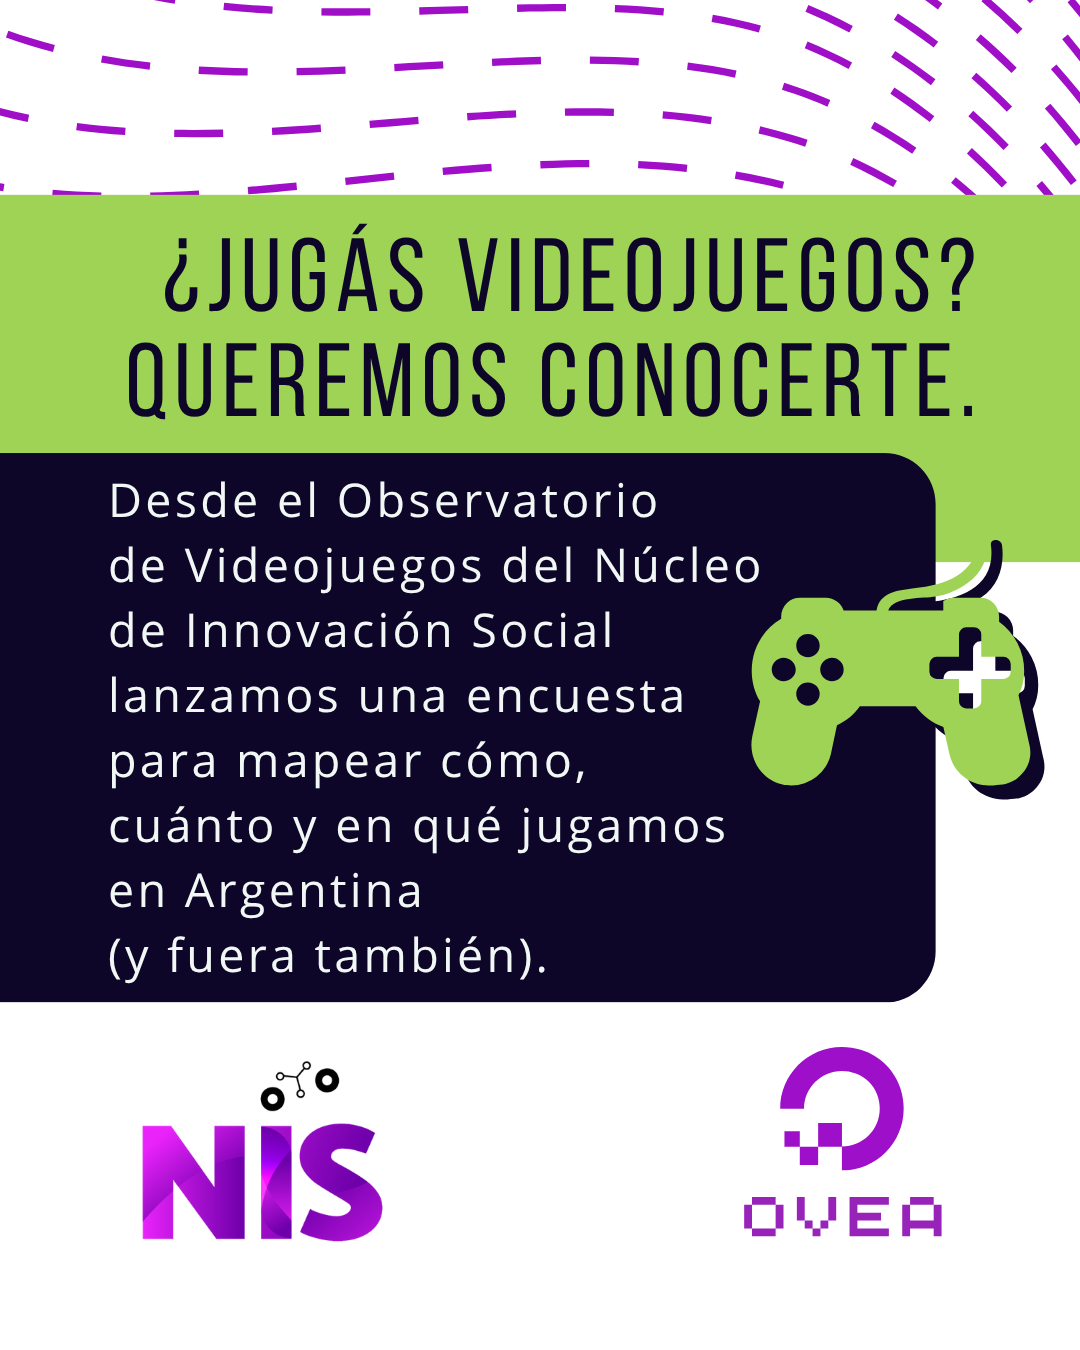 ¿JUGÁS VIDEOJUEGOS?
QUEREMOS CONOCERTE.
Desde el Observatorio
de Videojuegos del Núcleo
de Innovación Social
lanzamos una encuesta
para mapear cómo,
cuánto y en qué jugamos
en Argentina
(y fuera también).
NIS
OVEA